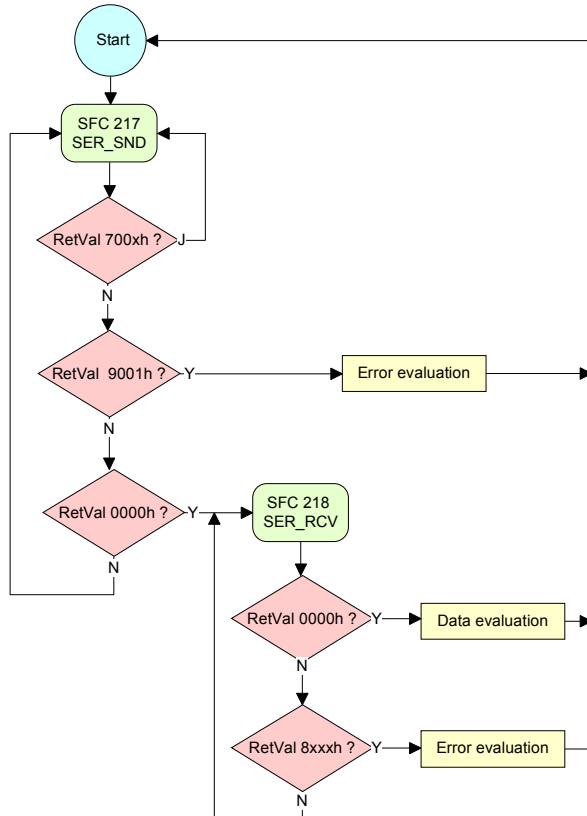 Start
SFC 217
SER_SND
RetVal 700xh ?
J
N
RetVal 9001h ?
Y
Error evaluation
N
RetVal 0000h ?
Y
SFC 218
SER_RCV
N
RetVal 0000h ?
Y
Data evaluation
N
RetVal 8xxxh ?
Y
Error evaluation
N